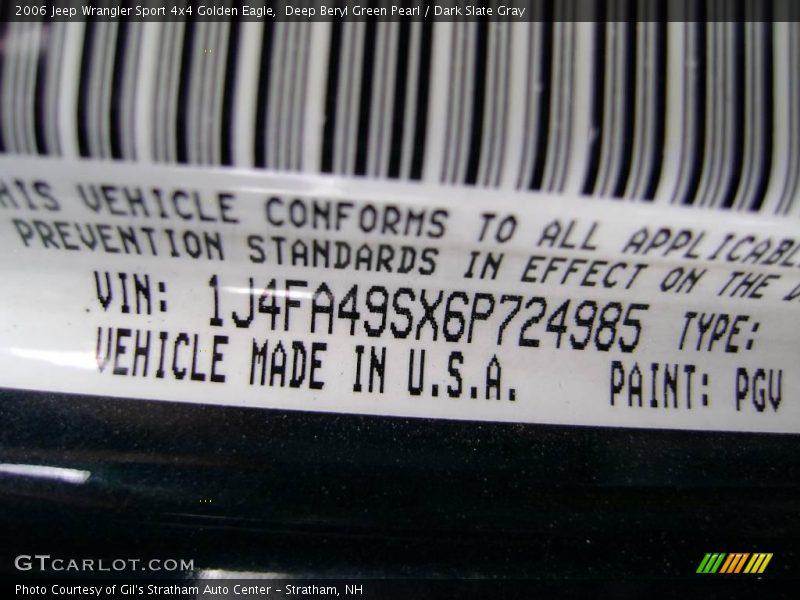 2006 Jeep Wrangler Sport 4x4 Golden Eagle,  Deep Beryl Green Pearl / Dark Slate Gray
HIS VEHICLE CONFORMS TO ALL APPLICABL
PREVENTION STANDARDS IN EFFECT ON THE D
VIN: 1J4FA49SX6P724985 TYPE:
VEHICLE MADE IN U.S.A. PAINT: PGV
GTCARLOT.COM
Photo Courtesy of Gil's Stratham Auto Center - Stratham, NH